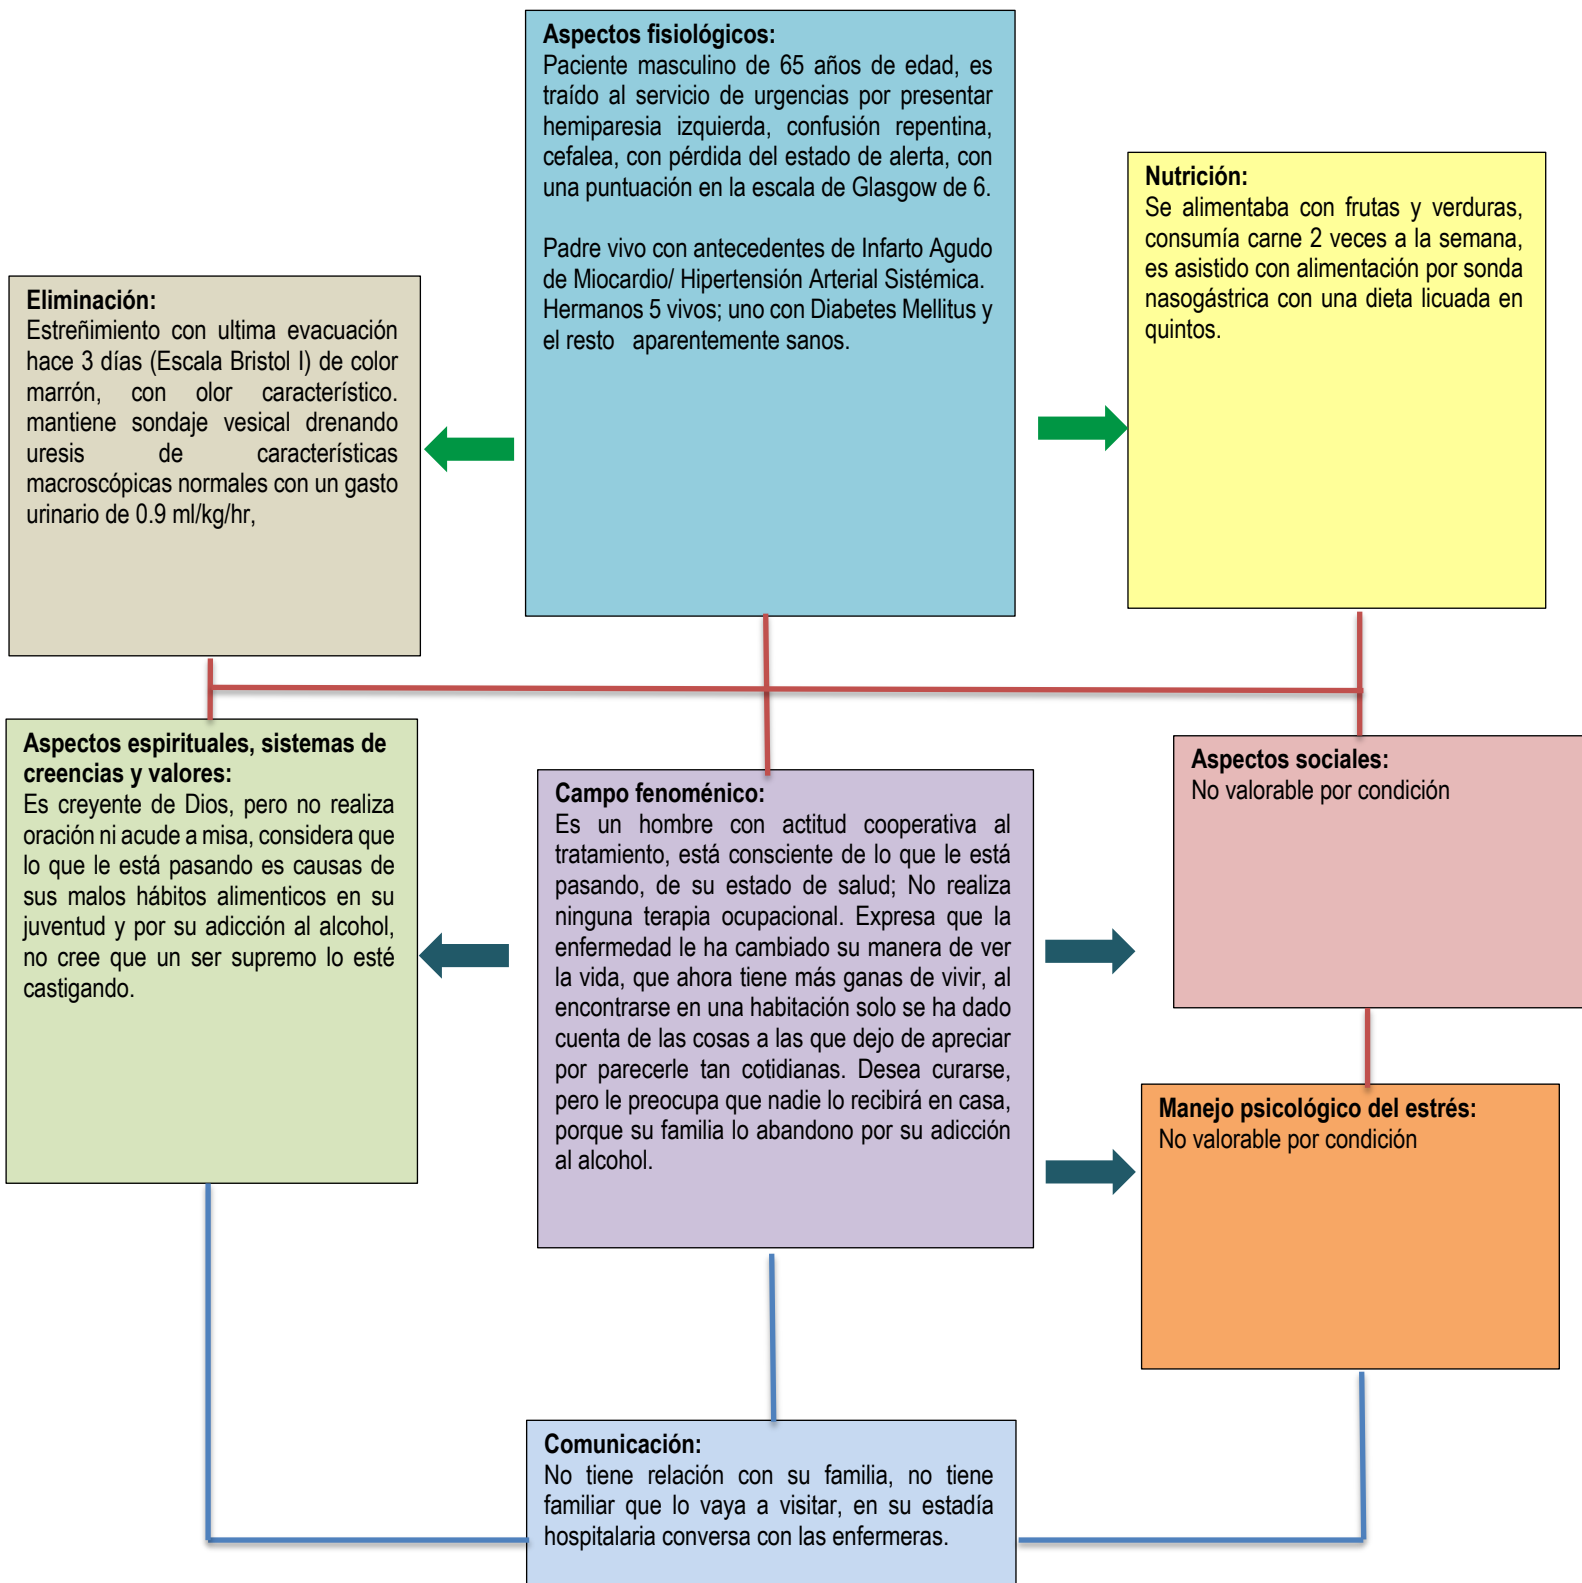 Aspectos fisiológicos:
Paciente masculino de 65 años de edad, es
traído al servicio de urgencias por presentar
hemiparesia izquierda, confusión repentina,
cefalea, con pérdida del estado de alerta, con
una puntuación en la escala de Glasgow de 6.
Padre vivo con antecedentes de Infarto Agudo
de Miocardio/ Hipertensión Arterial Sistémica.
Hermanos 5 vivos; uno con Diabetes Mellitus y
el resto aparentemente sanos.
Nutrición:
Se alimentaba con frutas y verduras,
consumía carne 2 veces a la semana,
es asistido con alimentación por sonda
nasogástrica con una dieta licuada en
quintos.
Eliminación:
Estreñimiento con ultima evacuación
hace 3 días (Escala Bristol I) de color
marrón, con olor característico.
mantiene sondaje vesical drenando
uresis de características
macroscópicas normales con un gasto
urinario de 0.9 ml/kg/hr,
Aspectos espirituales, sistemas de
creencias y valores:
Es creyente de Dios, pero no realiza
oración ni acude a misa, considera que
lo que le está pasando es causas de
sus malos hábitos alimenticos en su
juventud y por su adicción al alcohol,
no cree que un ser supremo lo esté
castigando.
Campo fenoménico:
Es un hombre con actitud cooperativa al
tratamiento, está consciente de lo que le está
pasando, de su estado de salud; No realiza
ninguna terapia ocupacional. Expresa que la
enfermedad le ha cambiado su manera de ver
la vida, que ahora tiene más ganas de vivir, al
encontrarse en una habitación solo se ha dado
cuenta de las cosas a las que dejo de apreciar
por parecerle tan cotidianas. Desea curarse,
pero le preocupa que nadie lo recibirá en casa,
porque su familia lo abandono por su adicción
al alcohol.
Aspectos sociales:
No valorable por condición
Manejo psicológico del estrés:
No valorable por condición
Comunicación:
No tiene relación con su familia, no tiene
familiar que lo vaya a visitar, en su estadía
hospitalaria conversa con las enfermeras.